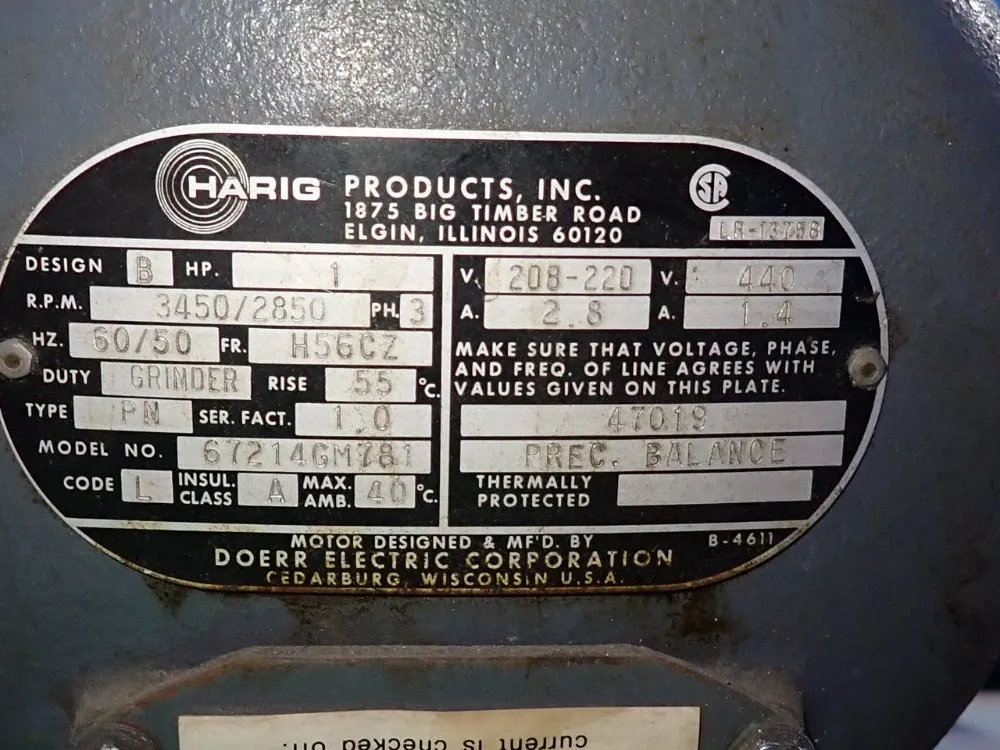 HARIG PRODUCTS, INC.
1875 BIG TIMBER ROAD
ELGIN, ILLINOIS 60120
SA
LR-13758
DESIGN B HP. 1
R.P.M. 3450/2850 PH. 3
HZ. 60/50 FR. H56CZ
DUTY GRINDER RISE 55 °C.
TYPE PN SER. FACT. 1.0
MODEL NO. 67214GM781
CODE L INSUL. CLASS A MAX. AMB. 40 °C.
V. 208-220 V. 440
A. 2.8 A. 1.4
MAKE SURE THAT VOLTAGE, PHASE,
AND FREQ. OF LINE AGREES WITH
VALUES GIVEN ON THIS PLATE.
47019
PREC. BALANCE
THERMALLY
PROTECTED
MOTOR DESIGNED & MF'D. BY B-4611
DOERR ELECTRIC CORPORATION
CEDARBURG, WISCONSIN U.S.A.
current is checked on.